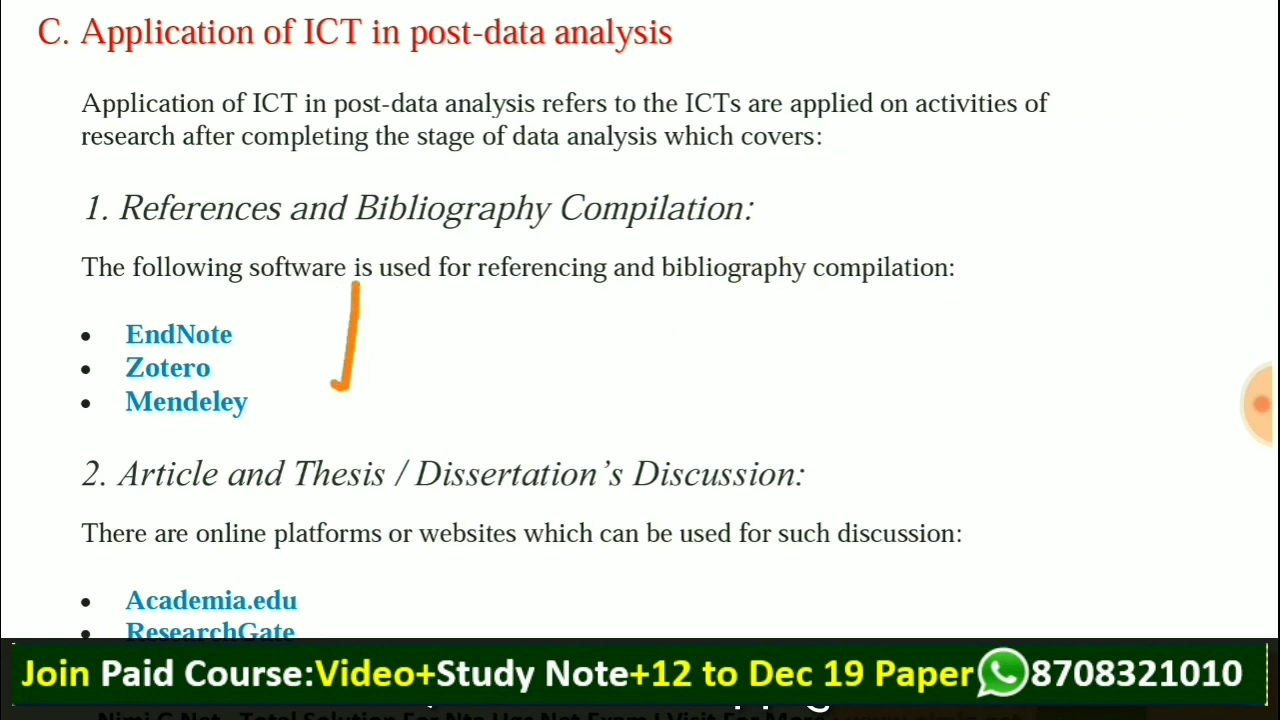 C. Application of ICT in post-data analysis
Application of ICT in post-data analysis refers to the ICTs are applied on activities of
research after completing the stage of data analysis which covers:
1. References and Bibliography Compilation:
The following software is used for referencing and bibliography compilation:
• EndNote
• Zotero
• Mendeley
2. Article and Thesis / Dissertation’s Discussion:
There are online platforms or websites which can be used for such discussion:
• Academia.edu
• ResearchGate
Join Paid Course:Video+Study Note+12 to Dec 19 Paper 8708321010